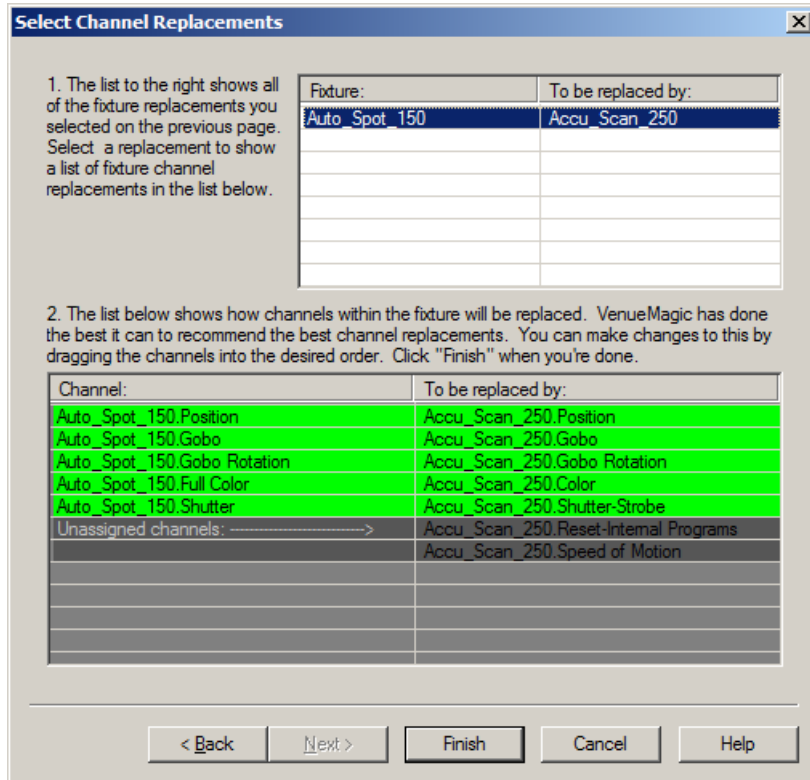 Select Channel Replacements
1. The list to the right shows all
of the fixture replacements you
selected on the previous page.
Select  a replacement to show
a list of fixture channel
replacements in the list below.
Fixture: To be replaced by:
Auto_Spot_150 Accu_Scan_250
2. The list below shows how channels within the fixture will be replaced.  VenueMagic has done
the best it can to recommend the best channel replacements.  You can make changes to this by
dragging the channels into the desired order.  Click "Finish" when you're done.
Channel: To be replaced by:
Auto_Spot_150.Position Accu_Scan_250.Position
Auto_Spot_150.Gobo Accu_Scan_250.Gobo
Auto_Spot_150.Gobo Rotation Accu_Scan_250.Gobo Rotation
Auto_Spot_150.Full Color Accu_Scan_250.Color
Auto_Spot_150.Shutter Accu_Scan_250.Shutter-Strobe
Unassigned channels: ----------------------------> Accu_Scan_250.Reset-Internal Programs
Accu_Scan_250.Speed of Motion
< Back Next > Finish Cancel Help